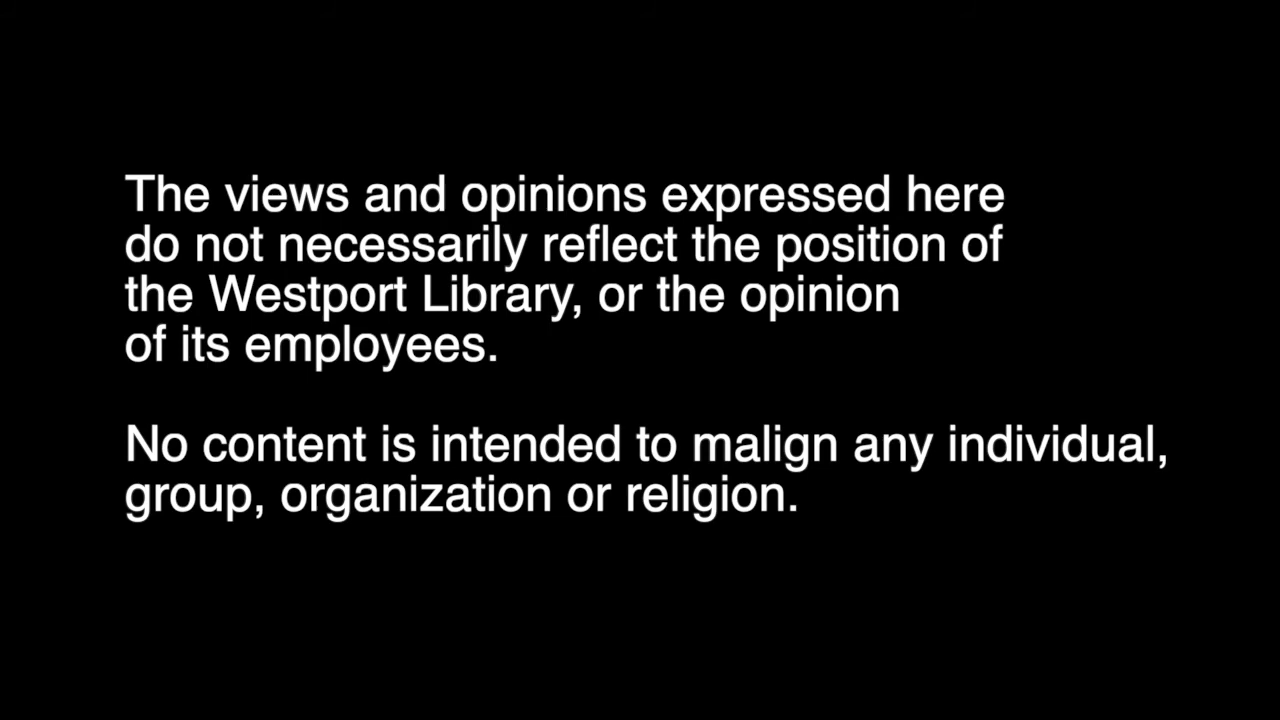 The views and opinions expressed here
do not necessarily reflect the position of
the Westport Library, or the opinion
of its employees.
No content is intended to malign any individual,
group, organization or religion.